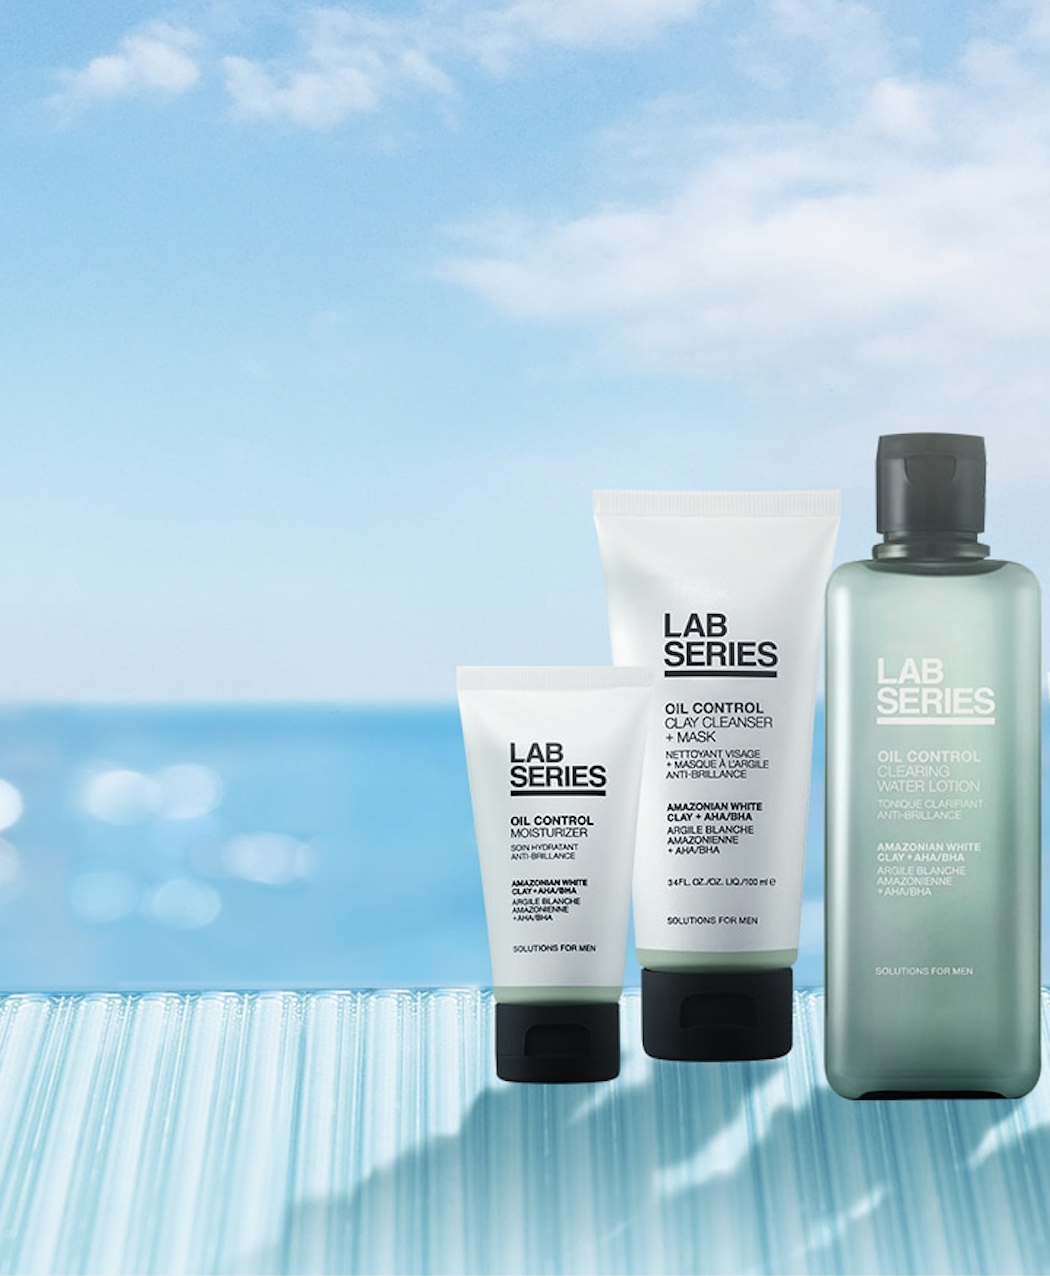 LAB
SERIES
OIL CONTROL
MOISTURIZER
SOIN HYDRATANT
ANTI-BRILLANCE
AMAZONIAN WHITE
CLAY + AHA/BHA
ARGILE BLANCHE
AMAZONIENNE
+ AHA/BHA
SOLUTIONS FOR MEN
LAB
SERIES
OIL CONTROL
CLAY CLEANSER
+ MASK
NETTOYANT VISAGE
+ MASQUE À L'ARGILE
ANTI-BRILLANCE
AMAZONIAN WHITE
CLAY + AHA/BHA
ARGILE BLANCHE
AMAZONIENNE
+ AHA/BHA
3.4 FL. OZ./OZ. LIQ./100 ml e
SOLUTIONS FOR MEN
LAB
SERIES
OIL CONTROL
CLEARING
WATER LOTION
TONIQUE CLARIFIANT
ANTI-BRILLANCE
AMAZONIAN WHITE
CLAY + AHA/BHA
ARGILE BLANCHE
AMAZONIENNE
+ AHA/BHA
SOLUTIONS FOR MEN